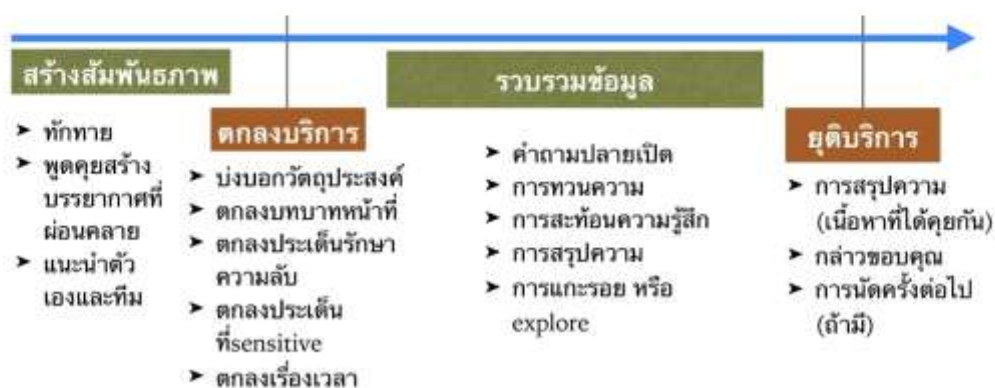 สร้างสัมพันธภาพ
➤ ทักทาย
➤ พูดคุยสร้าง
บรรยากาศที่
ผ่อนคลาย
➤ แนะนำตัว
เองและทีม
ตกลงบริการ
➤ บ่งบอกวัตถุประสงค์
➤ ตกลงบทบาทหน้าที่
➤ ตกลงประเด็นรักษา
ความลับ
➤ ตกลงประเด็น
ที่sensitive
➤ ตกลงเรื่องเวลา
รวบรวมข้อมูล
➤ คำถามปลายเปิด
➤ การทวนความ
➤ การสะท้อนความรู้สึก
➤ การสรุปความ
➤ การแกะรอย หรือ
explore
ยุติบริการ
➤ การสรุปความ
(เนื้อหาที่ได้คุยกัน)
➤ กล่าวขอบคุณ
➤ การนัดครั้งต่อไป
(ถ้ามี)